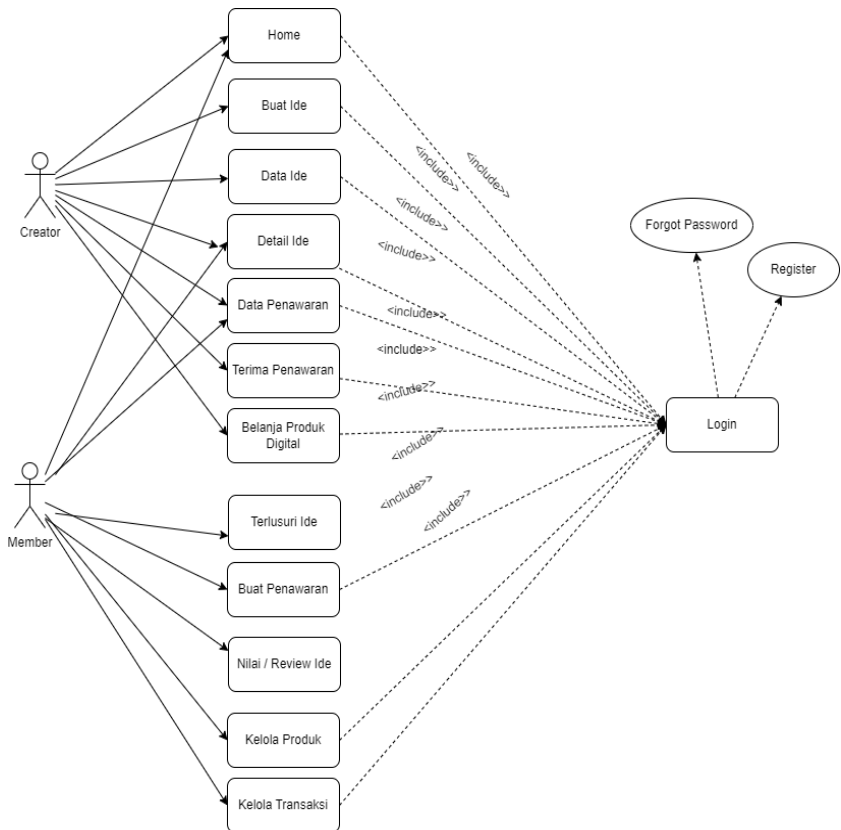 Home
Buat Ide
Data Ide
Creator
Detail Ide
Data Penawaran
Terima Penawaran
Belanja Produk
Digital
Member
Terlusuri Ide
Buat Penawaran
Nilai / Review Ide
Kelola Produk
Kelola Transaksi
<include>>
<include>>
<include>>
<include>>
<include>>
<include>>
<include>>
<include>>
<include>>
<include>>
Forgot Password
Register
Login